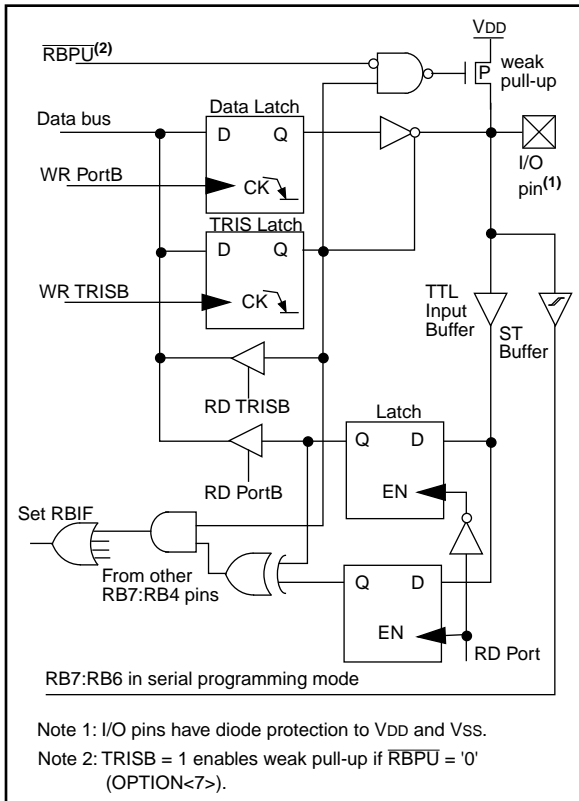 VDD
RBPU(2)
weak
pull-up
P
Data Latch
Data bus
D Q
I/O
pin(1)
WR PortB
CK
TRIS Latch
D Q
WR TRISB
CK
TTL
Input
Buffer
ST
Buffer
RD TRISB
Latch
Q D
RD PortB
EN
Set RBIF
From other
RB7:RB4 pins
Q D
EN
RD Port
RB7:RB6 in serial programming mode
Note 1: I/O pins have diode protection to VDD and VSS.
Note 2: TRISB = 1 enables weak pull-up if RBPU = '0'
(OPTION<7>).